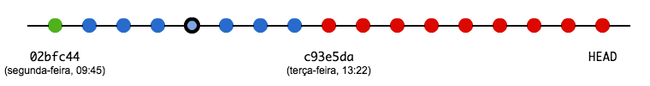 02bfc44
(segunda-feira, 09:45)
c93e5da
(terça-feira, 13:22)
HEAD